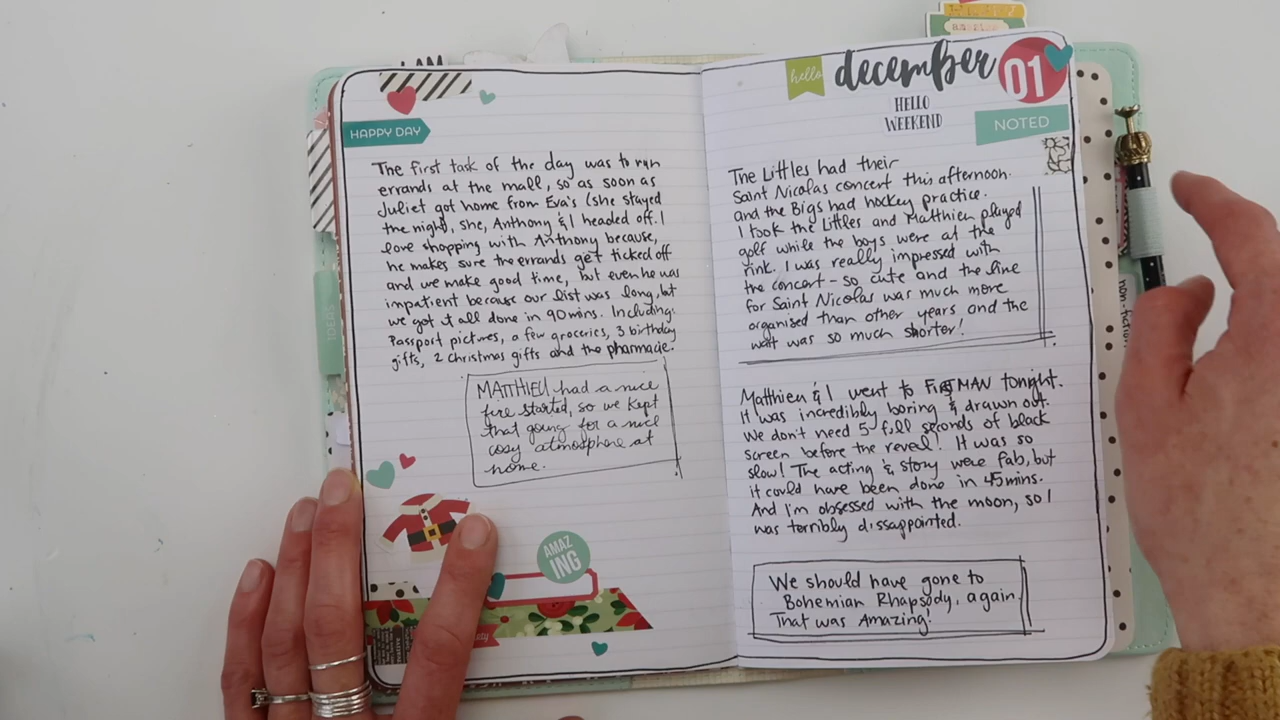 I AM
HAPPY DAY
The first task of the day was to run
errands at the mall, so as soon as
Juliet got home from Eva's (she stayed
the night), she, Anthony & I headed off. I
love shopping with Anthony because,
he makes sure the errands get ticked off
and we make good time, but even he was
impatient because our list was long, but
we got it all done in 90 mins. Including:
Passport pictures, a few groceries, 3 birthday
gifts, 2 Christmas gifts and the pharmacie.
MATTHIEU had a nice
fire started, so we kept
that going for a nice
cosy atmosphere at
home.
AMAZ
ING
IDEAS
hello
december
01
HELLO
WEEKEND
NOTED
The Littles had their
Saint Nicolas concert this afternoon.
and the Bigs had hockey practice.
I took the Littles and Matthieu played
golf while the boys were at the
rink. I was really impressed with
the concert - so cute and the line
for Saint Nicolas was much more
organised than other years and the
wait was so much shorter!
Matthieu & I went to FIRSTMAN tonight.
It was incredibly boring & drawn out.
We don't need 5 full seconds of black
screen before the reveal! It was so
slow! The acting & story were fab, but
it could have been done in 45 mins.
And I'm obsessed with the moon, so I
was terribly dissappointed.
We should have gone to
Bohemian Rhapsody, again.
That was Amazing!
non-fiction